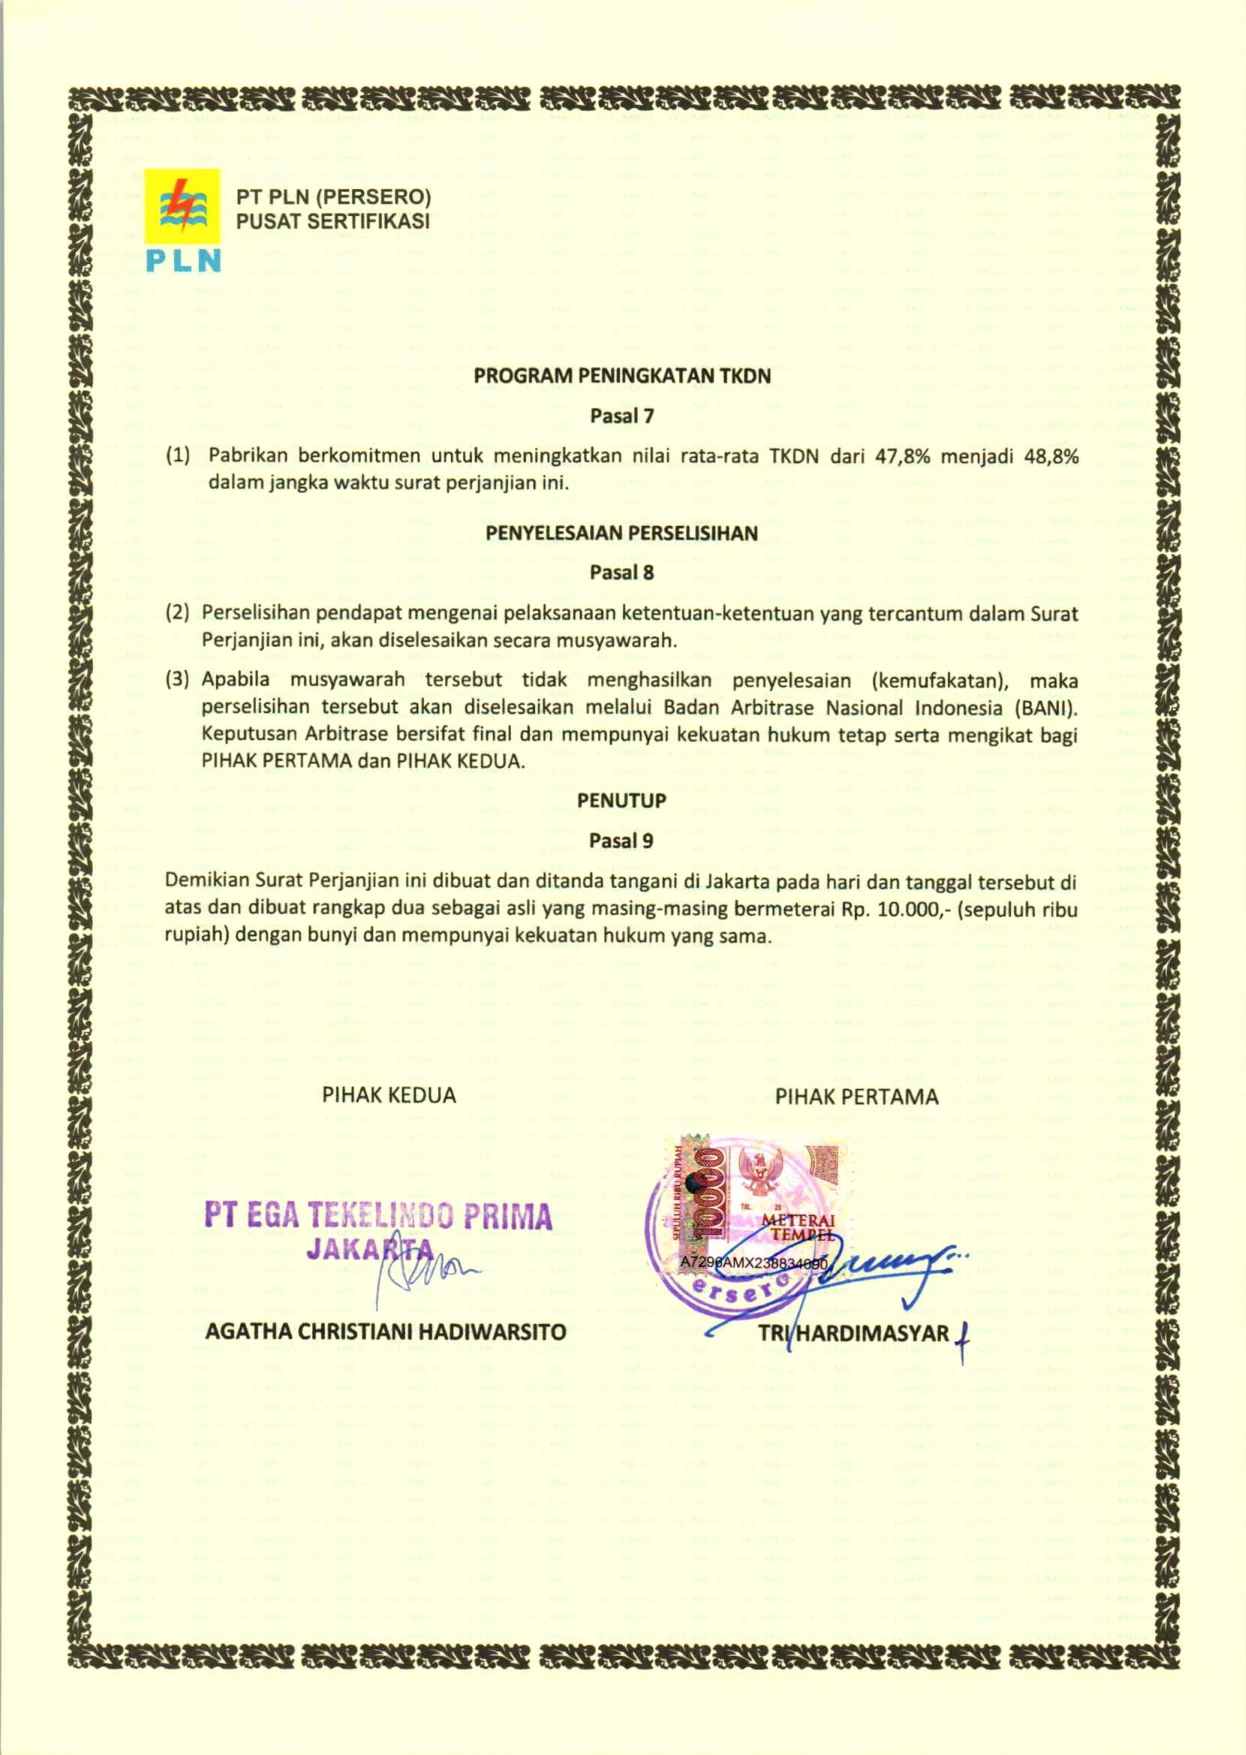 PT PLN (PERSERO)
PUSAT SERTIFIKASI
PLN
PROGRAM PENINGKATAN TKDN
Pasal 7
(1) Pabrikan berkomitmen untuk meningkatkan nilai rata-rata TKDN dari 47,8% menjadi 48,8%
dalam jangka waktu surat perjanjian ini.
PENYELESAIAN PERSELISIHAN
Pasal 8
(2) Perselisihan pendapat mengenai pelaksanaan ketentuan-ketentuan yang tercantum dalam Surat
Perjanjian ini, akan diselesaikan secara musyawarah.
(3) Apabila musyawarah tersebut tidak menghasilkan penyelesaian (kemufakatan), maka
perselisihan tersebut akan diselesaikan melalui Badan Arbitrase Nasional Indonesia (BANI).
Keputusan Arbitrase bersifat final dan mempunyai kekuatan hukum tetap serta mengikat bagi
PIHAK PERTAMA dan PIHAK KEDUA.
PENUTUP
Pasal 9
Demikian Surat Perjanjian ini dibuat dan ditanda tangani di Jakarta pada hari dan tanggal tersebut di
atas dan dibuat rangkap dua sebagai asli yang masing-masing bermeterai Rp. 10.000,- (sepuluh ribu
rupiah) dengan bunyi dan mempunyai kekuatan hukum yang sama.
PIHAK KEDUA
PT EGA TEKELINDO PRIMA
JAKARTA
AGATHA CHRISTIANI HADIWARSITO
PIHAK PERTAMA
SEPULUH RIBU RUPIAH
10000
TGL. 20
METERAI
TEMPEL
A7296AMX238834090
ersero
TRI HARDIMASYAR